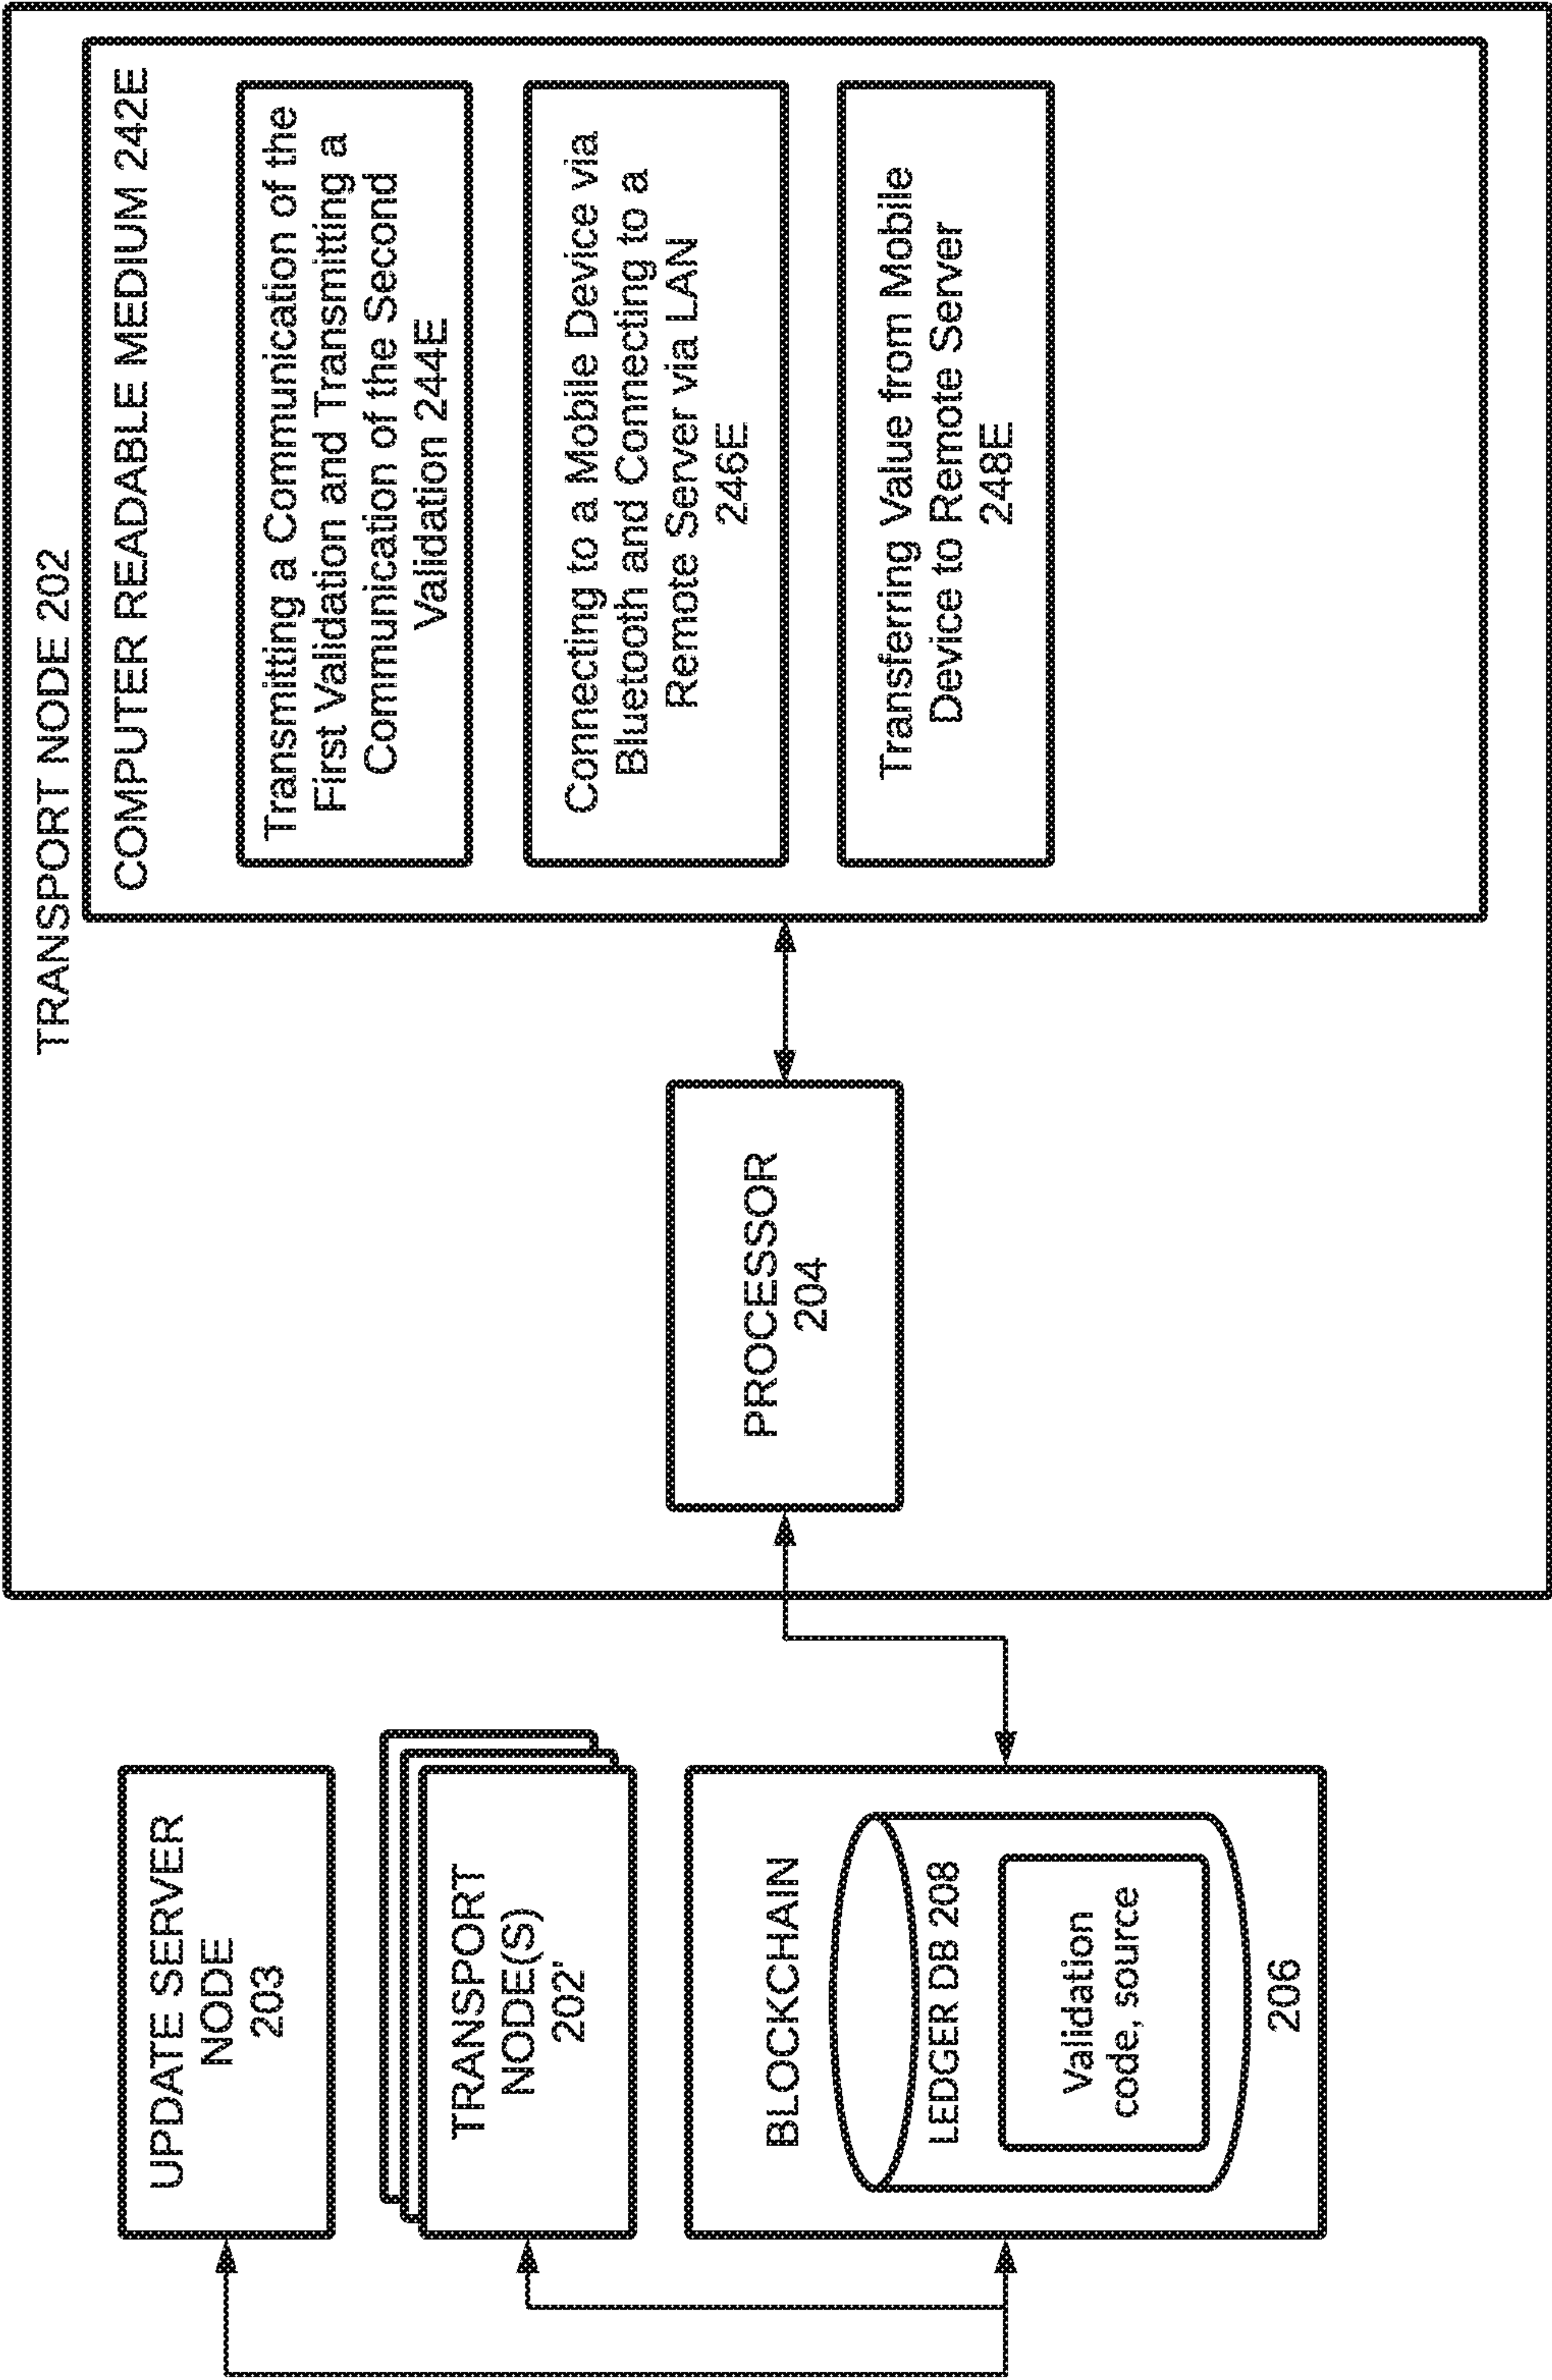 UPDATE SERVER
NODE
203
TRANSPORT
NODE(S)
202'
BLOCKCHAIN
LEDGER DB 208
Validation
code, source
206
TRANSPORT NODE 202
PROCESSOR
204
COMPUTER READABLE MEDIUM 242E
Transmitting a Communication of the
First Validation and Transmitting a
Communication of the Second
Validation 244E
Connecting to a Mobile Device via
Bluetooth and Connecting to a
Remote Server via LAN
246E
Transferring Value from Mobile
Device to Remote Server
248E